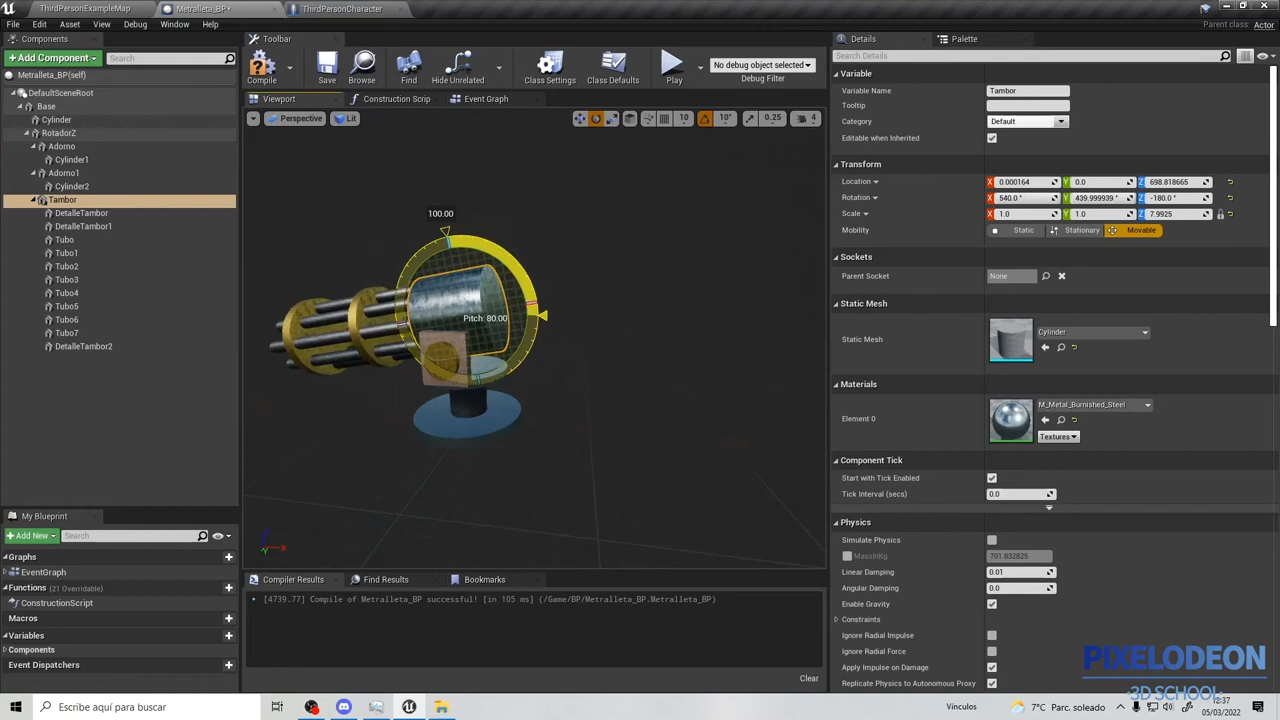 ThirdPersonExampleMap
Metralleta_BP*
ThirdPersonCharacter
File Edit Asset View Debug Window Help
Parent class: Actor
Components
Toolbar
Details
Palette
+ Add Component
Search
Search Details
Metralleta_BP(self)
DefaultSceneRoot
Base
Cylinder
RotadorZ
Adorno
Cylinder1
Adorno1
Cylinder2
Tambor
DetalleTambor
DetalleTambor1
Tubo
Tubo1
Tubo2
Tubo3
Tubo4
Tubo5
Tubo6
Tubo7
DetalleTambor2
Compile
Save
Browse
Find
Hide Unrelated
Class Settings
Class Defaults
Play
No debug object selected
Debug Filter
Viewport
Construction Scrip
Event Graph
Perspective
Lit
10
10°
0.25
4
100.00
Pitch: 80.00
Variable
Variable Name Tambor
Tooltip
Category Default
Editable when Inherited
Transform
Location X 0.000164 Y 0.0 Z 698.818665
Rotation X 540.0 ° Y 439.999939 ° Z -180.0 °
Scale X 1.0 Y 1.0 Z 7.9925
Mobility Static Stationary Movable
Sockets
Parent Socket None
Static Mesh
Static Mesh Cylinder
Materials
Element 0 M_Metal_Burnished_Steel
Textures
Component Tick
Start with Tick Enabled
Tick Interval (secs) 0.0
Physics
Simulate Physics
MassInKg 701.832825
Linear Damping 0.01
Angular Damping 0.0
Enable Gravity
Constraints
Ignore Radial Impulse
Ignore Radial Force
Apply Impulse on Damage
Replicate Physics to Autonomous Proxy
My Blueprint
+ Add New
Search
Graphs
EventGraph
Functions (21 Overridable)
ConstructionScript
Macros
Variables
Components
Event Dispatchers
Compiler Results
Find Results
Bookmarks
[4739.77] Compile of Metralleta_BP successful! [in 105 ms] (/Game/BP/Metralleta_BP.Metralleta_BP)
Clear
PIXELODEON
3D SCHOOL
Escribe aquí para buscar
Vínculos
7°C Parc. soleado
12:37
05/03/2022